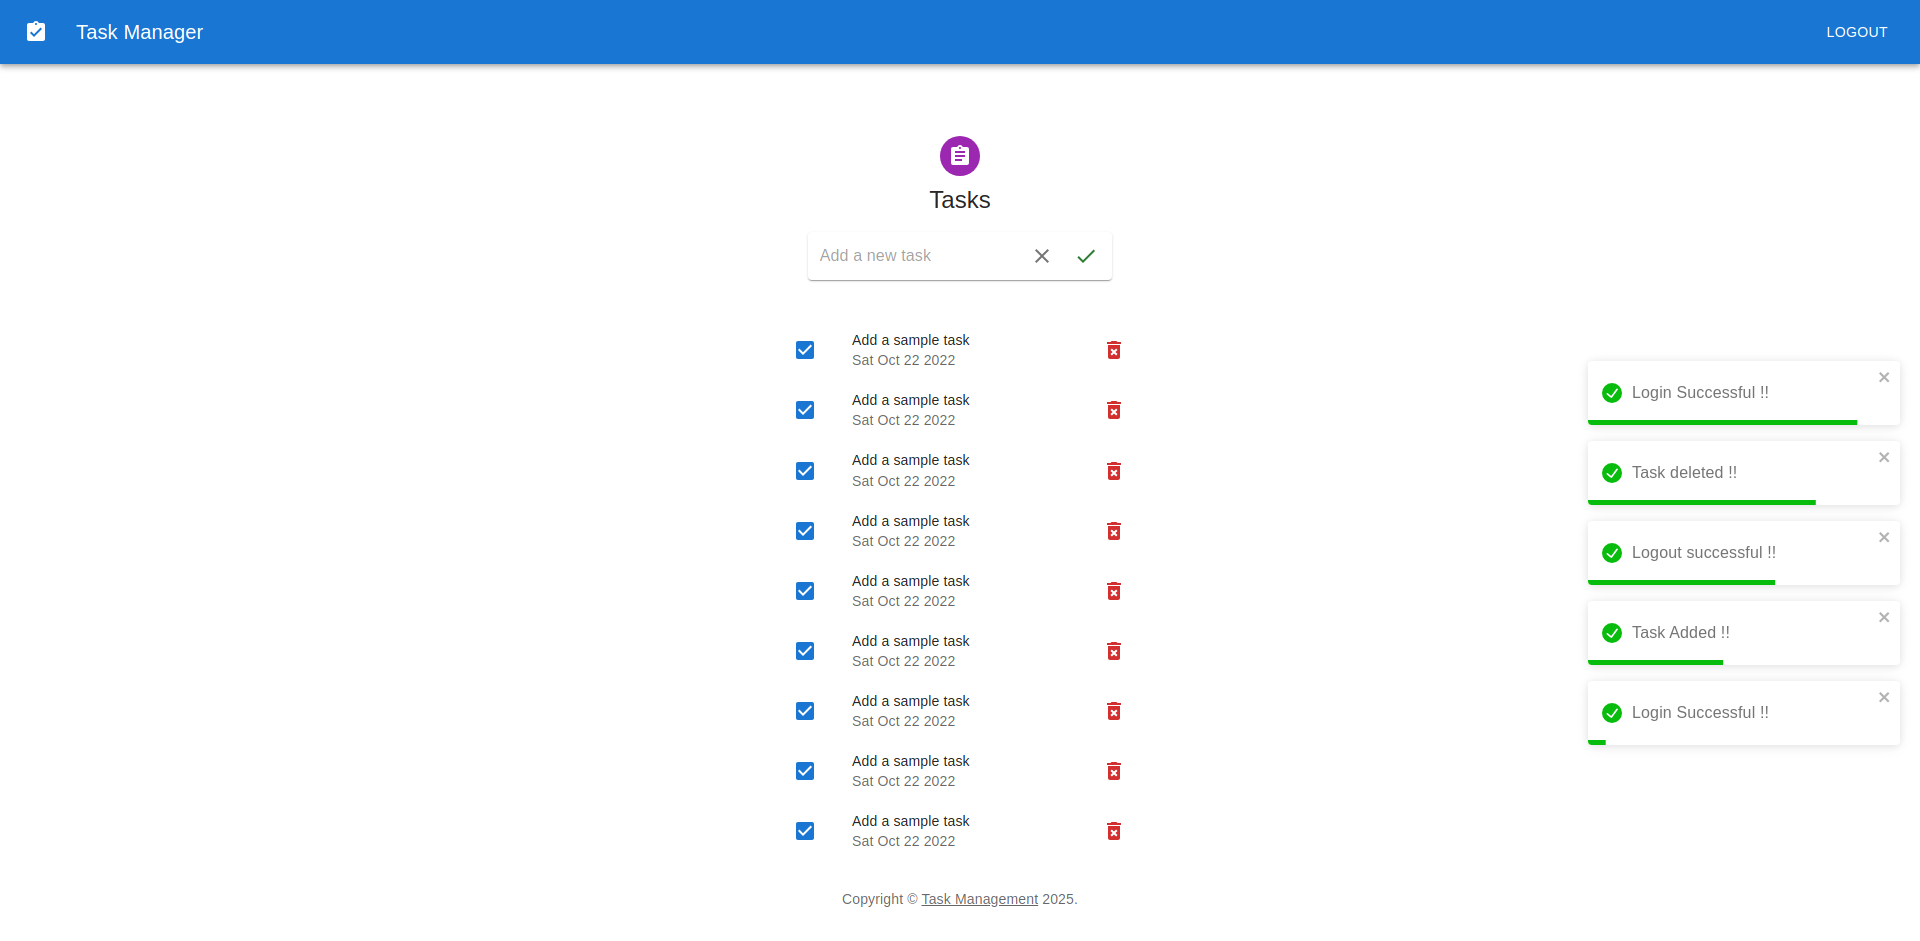 Task Manager
LOGOUT
Tasks
Add a new task
Add a sample task
Sat Oct 22 2022
Add a sample task
Sat Oct 22 2022
Add a sample task
Sat Oct 22 2022
Add a sample task
Sat Oct 22 2022
Add a sample task
Sat Oct 22 2022
Add a sample task
Sat Oct 22 2022
Add a sample task
Sat Oct 22 2022
Add a sample task
Sat Oct 22 2022
Add a sample task
Sat Oct 22 2022
Login Successful !!
Task deleted !!
Logout successful !!
Task Added !!
Login Successful !!
Copyright © Task Management 2025.